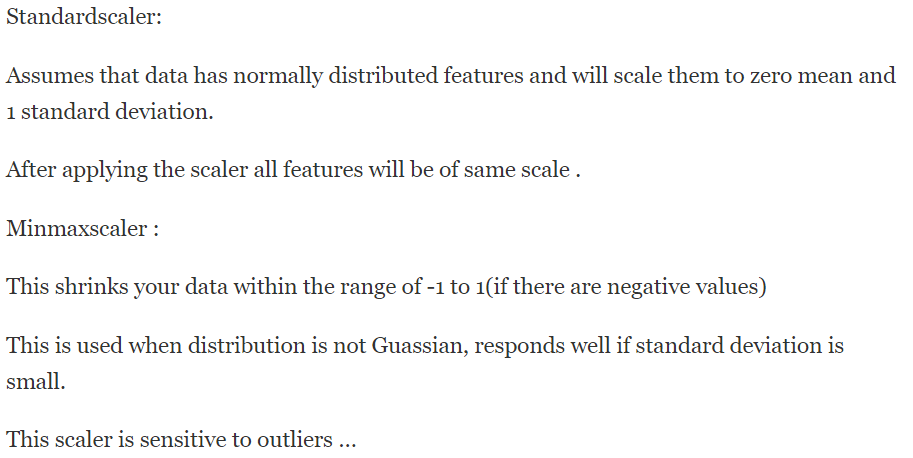 Standardscaler:
Assumes that data has normally distributed features and will scale them to zero mean and
1 standard deviation.
After applying the scaler all features will be of same scale .
Minmaxscaler :
This shrinks your data within the range of -1 to 1(if there are negative values)
This is used when distribution is not Guassian, responds well if standard deviation is
small.
This scaler is sensitive to outliers ...